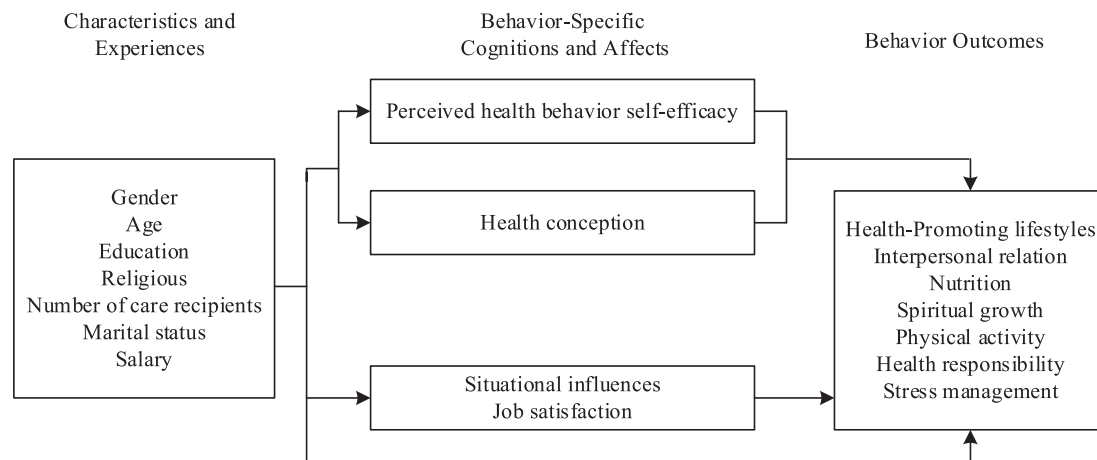 Characteristics and
Experiences
Behavior-Specific
Cognitions and Affects
Behavior Outcomes
Perceived health behavior self-efficacy
Gender
Age
Education
Religious
Number of care recipients
Marital status
Salary
Health conception
Health-Promoting lifestyles
Interpersonal relation
Nutrition
Spiritual growth
Physical activity
Health responsibility
Stress management
Situational influences
Job satisfaction